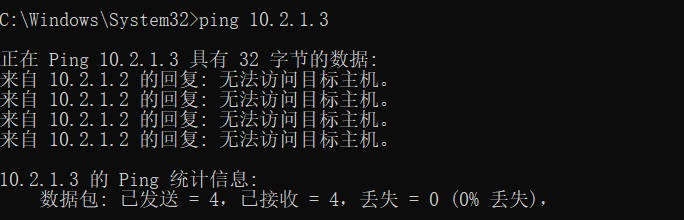 C:\Windows\System32>ping 10.2.1.3
正在 Ping 10.2.1.3 具有 32 字节的数据:
来自 10.2.1.2 的回复: 无法访问目标主机。
来自 10.2.1.2 的回复: 无法访问目标主机。
来自 10.2.1.2 的回复: 无法访问目标主机。
来自 10.2.1.2 的回复: 无法访问目标主机。
10.2.1.3 的 Ping 统计信息:
数据包: 已发送 = 4，已接收 = 4，丢失 = 0 (0% 丢失)，